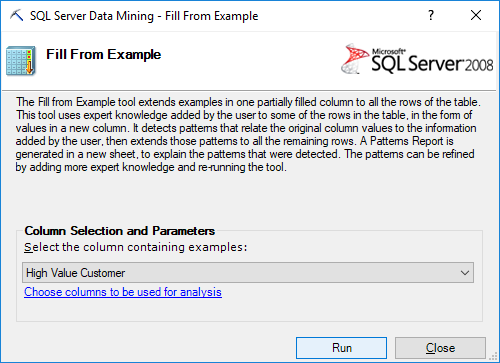 SQL Server Data Mining - Fill From Example
Fill From Example
Microsoft®
SQL Server 2008
The Fill from Example tool extends examples in one partially filled column to all the rows of the table.
This tool uses expert knowledge added by the user to some of the rows in the table, in the form of
values in a new column. It detects patterns that relate the original column values to the information
added by the user, then extends those patterns to all the remaining rows. A Patterns Report is
generated in a new sheet, to explain the patterns that were detected. The patterns can be refined
by adding more expert knowledge and re-running the tool.
Column Selection and Parameters
Select the column containing examples:
High Value Customer
Choose columns to be used for analysis
Run
Close